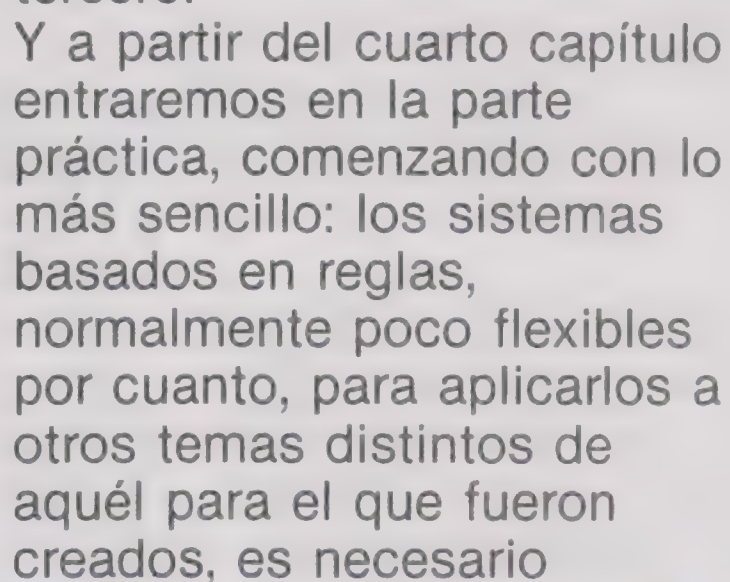 tercero.
Y a partir del cuarto capítulo
entraremos en la parte
práctica, comenzando con lo
más sencillo: los sistemas
basados en reglas,
normalmente poco flexibles
por cuanto, para aplicarlos a
otros temas distintos de
aquél para el que fueron
creados, es necesario